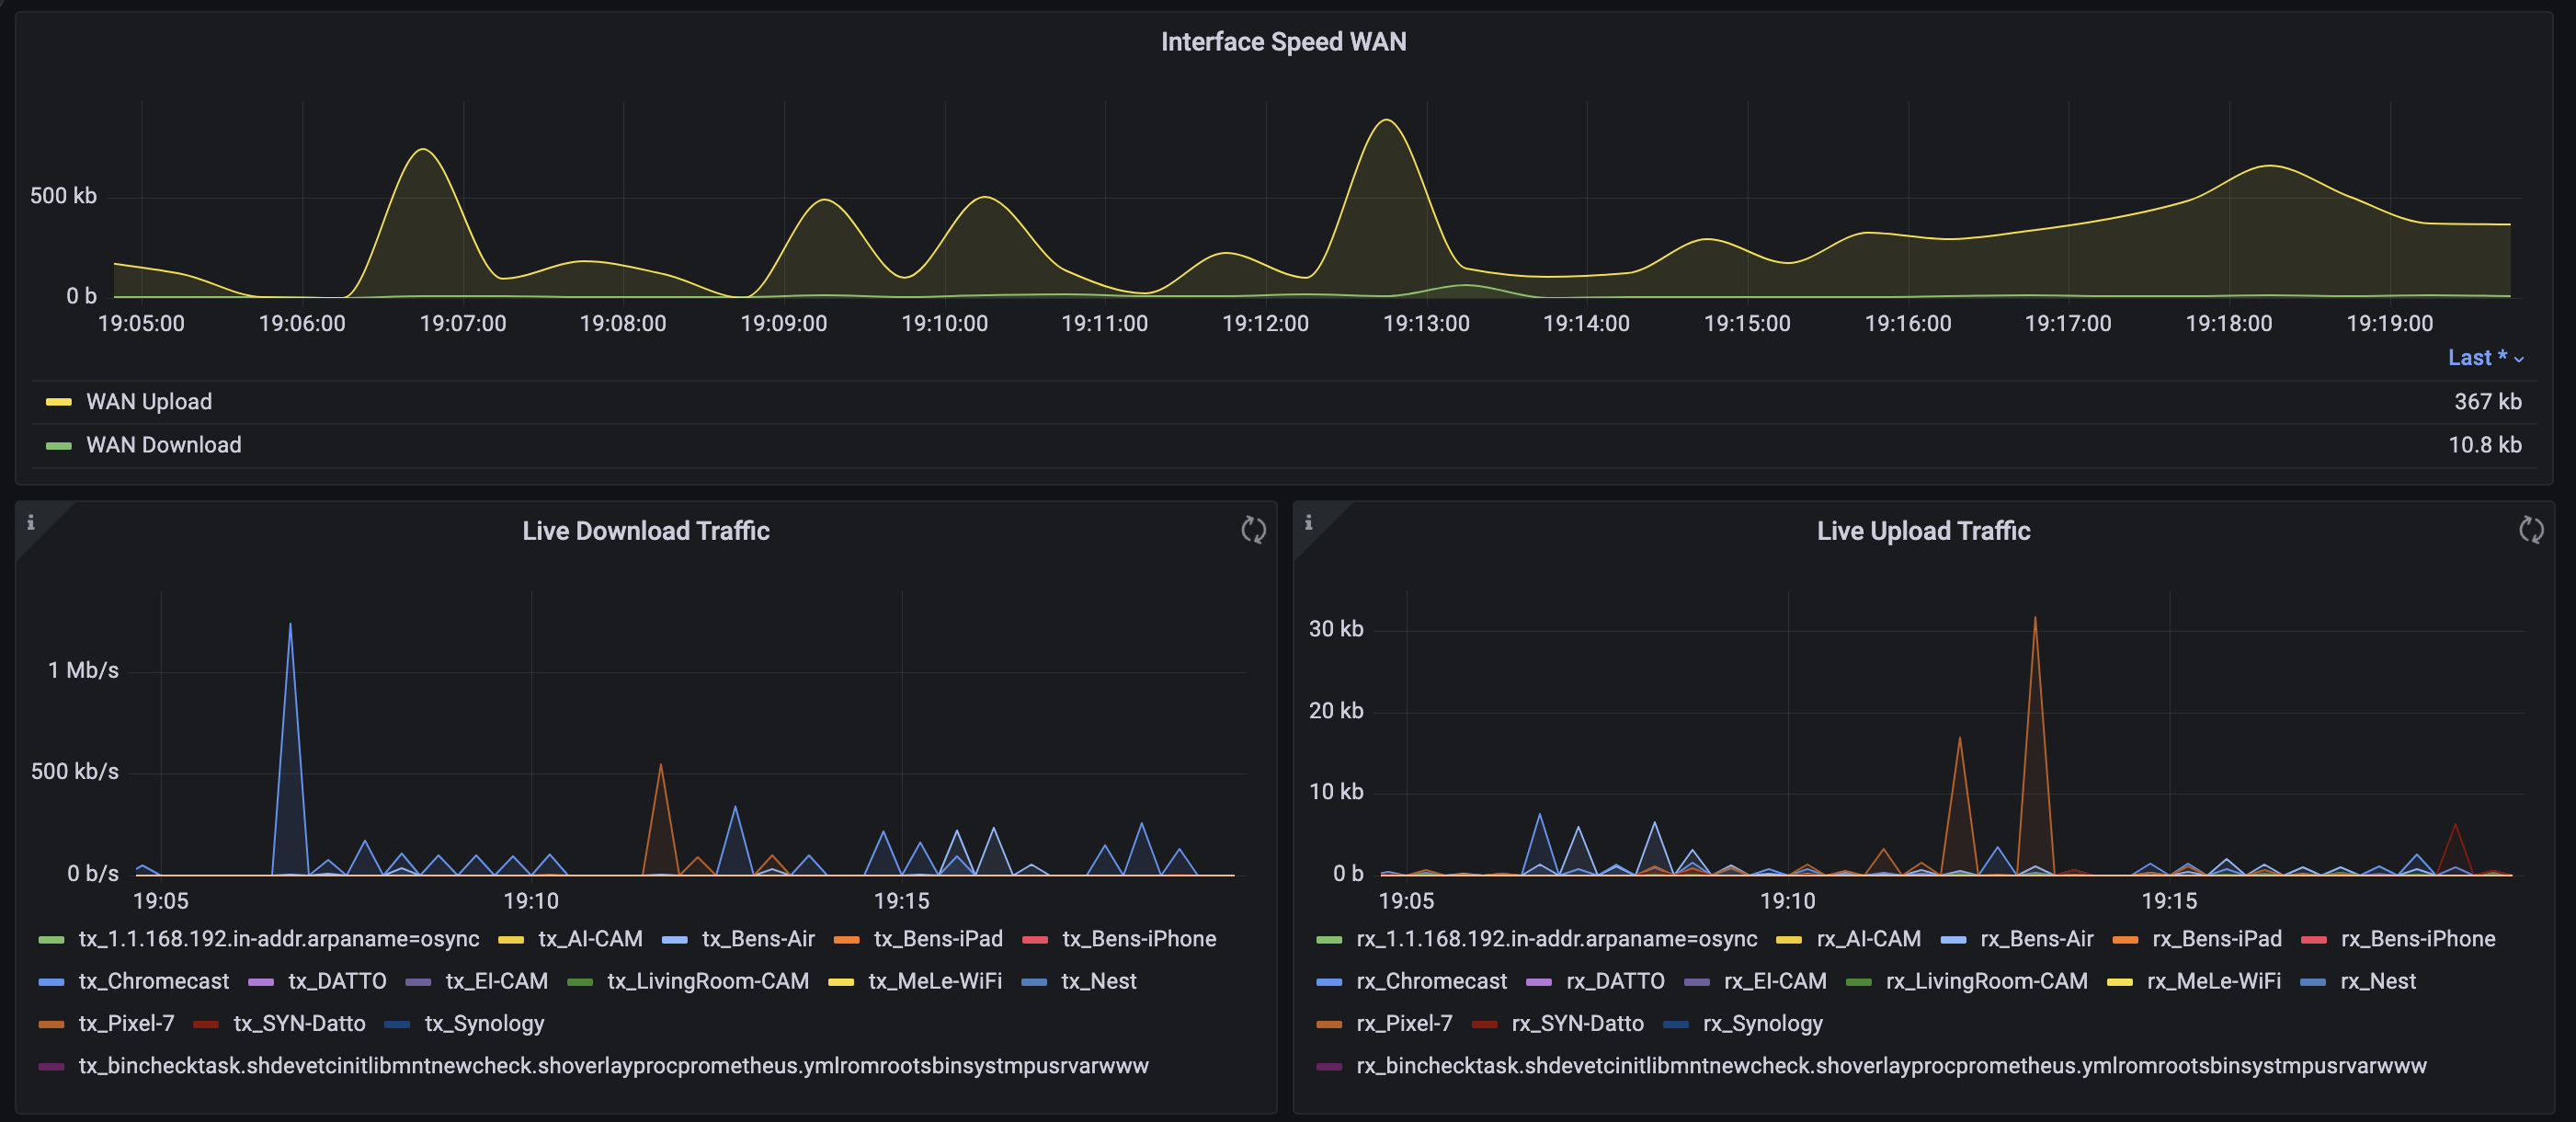 Interface Speed WAN
500 kb
0 b
19:05:00 19:06:00 19:07:00 19:08:00 19:09:00 19:10:00 19:11:00 19:12:00 19:13:00 19:14:00 19:15:00 19:16:00 19:17:00 19:18:00 19:19:00
Last *
WAN Upload 367 kb
WAN Download 10.8 kb
i
Live Download Traffic
1 Mb/s
500 kb/s
0 b/s
19:05 19:10 19:15
tx_1.1.168.192.in-addr.arpaname=osync tx_AI-CAM tx_Bens-Air tx_Bens-iPad tx_Bens-iPhone
tx_Chromecast tx_DATTO tx_EI-CAM tx_LivingRoom-CAM tx_MeLe-WiFi tx_Nest
tx_Pixel-7 tx_SYN-Datto tx_Synology
tx_binchecktask.shdevetcinitlibmntnewcheck.shoverlayprocprometheus.ymlromrootsbinsystmpusrvarwww
i
Live Upload Traffic
30 kb
20 kb
10 kb
0 b
19:05 19:10 19:15
rx_1.1.168.192.in-addr.arpaname=osync rx_AI-CAM rx_Bens-Air rx_Bens-iPad rx_Bens-iPhone
rx_Chromecast rx_DATTO rx_EI-CAM rx_LivingRoom-CAM rx_MeLe-WiFi rx_Nest
rx_Pixel-7 rx_SYN-Datto rx_Synology
rx_binchecktask.shdevetcinitlibmntnewcheck.shoverlayprocprometheus.ymlromrootsbinsystmpusrvarwww